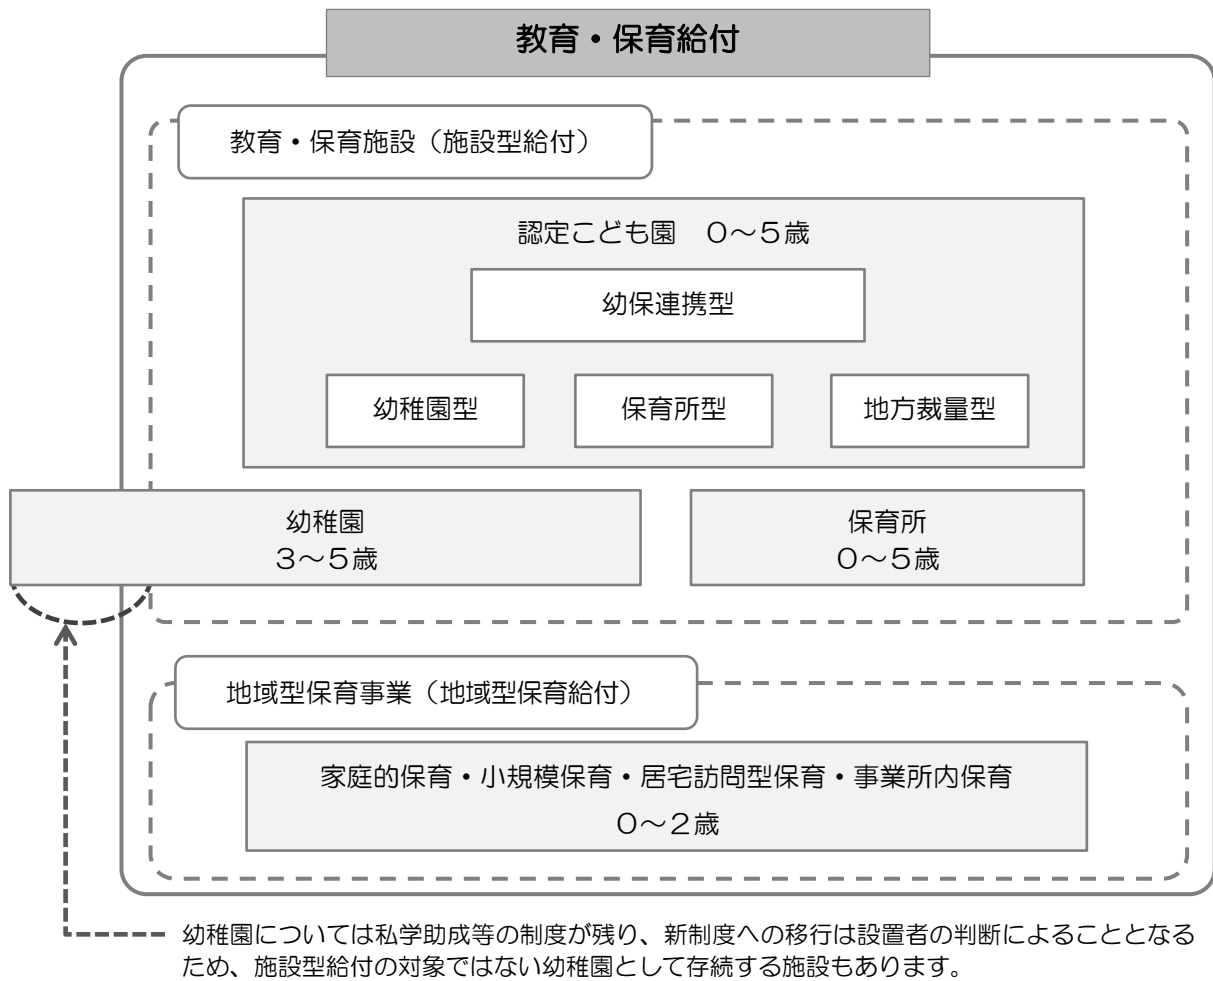 教育・保育給付
教育・保育施設（施設型給付）
認定こども園　０～５歳
幼保連携型
幼稚園型
保育所型
地方裁量型
幼稚園
３～５歳
保育所
０～５歳
地域型保育事業（地域型保育給付）
家庭的保育・小規模保育・居宅訪問型保育・事業所内保育
０～２歳
幼稚園については私学助成等の制度が残り、新制度への移行は設置者の判断によることとなる
ため、施設型給付の対象ではない幼稚園として存続する施設もあります。